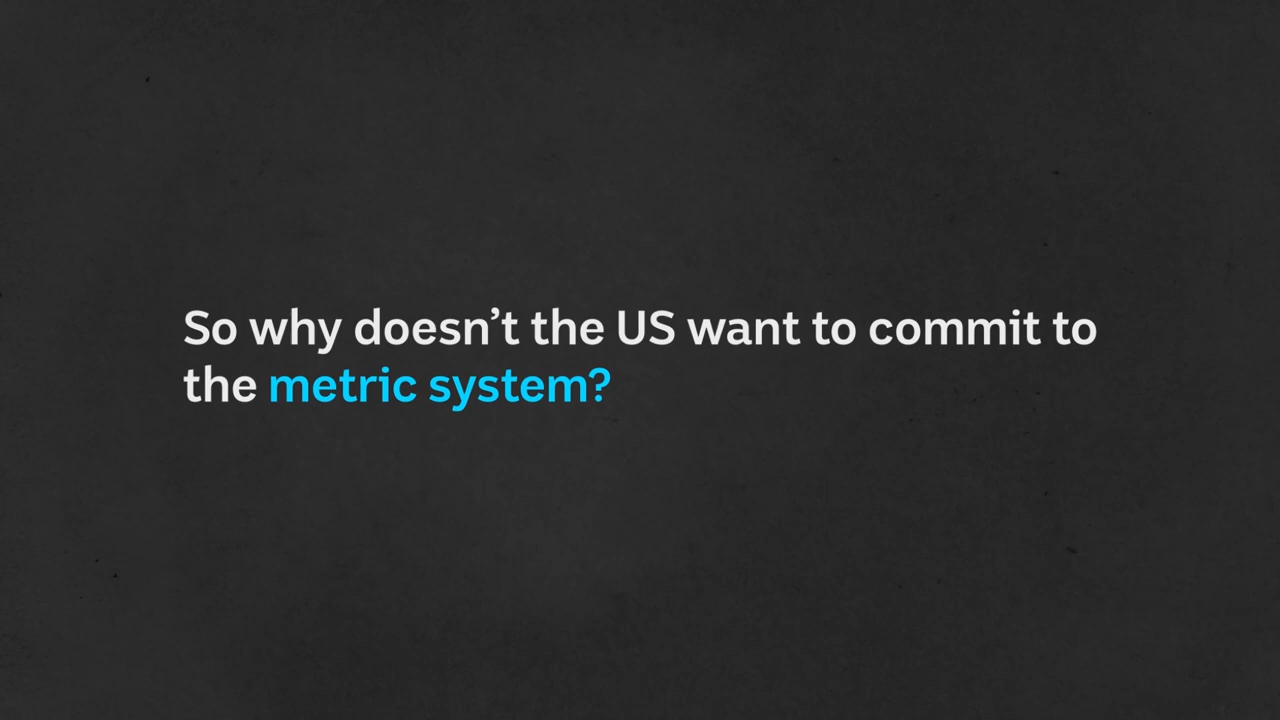 So why doesn’t the US want to commit to
the metric system?